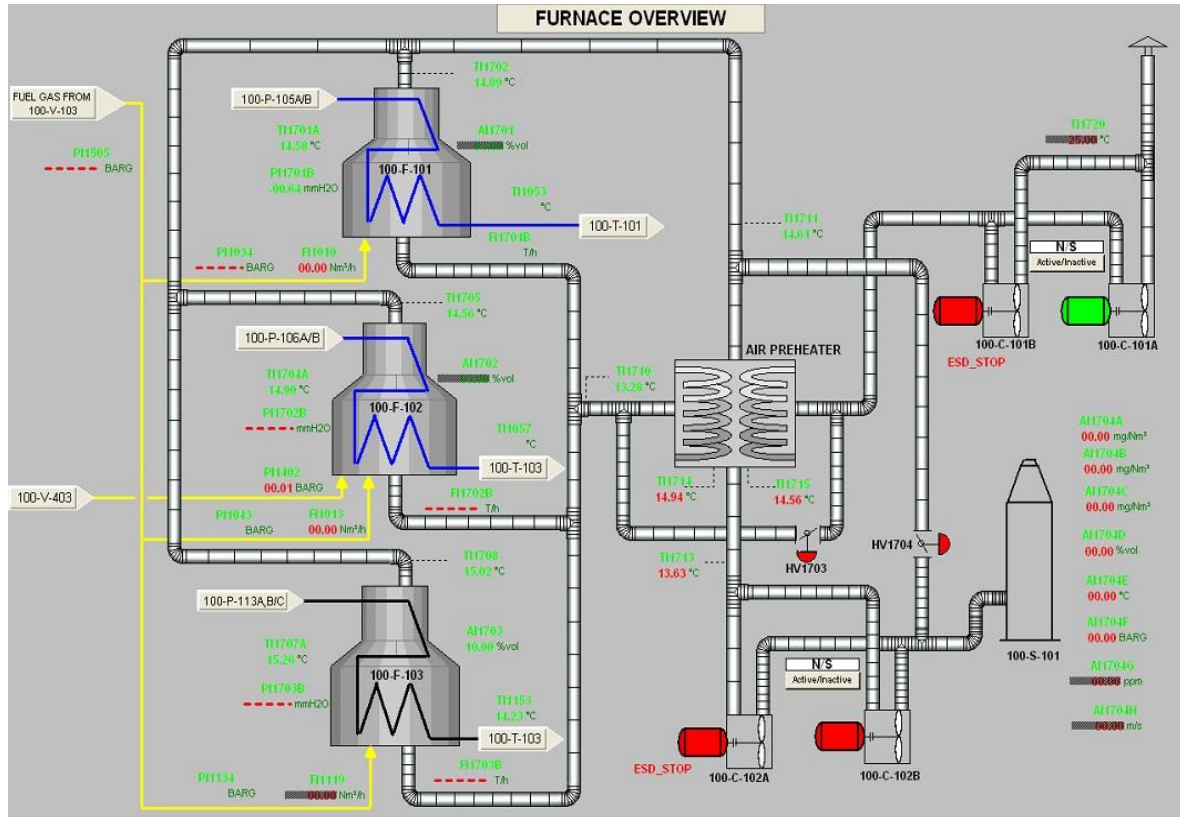 FURNACE OVERVIEW
FUEL GAS FROM
100-V-103
PI1505
------ BARG
TI1702
14.89 °C
100-P-105A/B
TI1701A
14.58 °C
AI1701
%vol
PI1701B
-00.64 mmH2O
100-F-101
TI1053
°C
100-T-101
FI1701B
T/h
PI1034
------ BARG
FI1010
00.00 Nm³/h
TI1705
14.56 °C
100-P-106A/B
TI1704A
14.90 °C
AI1702
%vol
PI1702B
------ mmH2O
100-F-102
TI1057
°C
100-T-103
100-V-403
PI1402
00.01 BARG
FI1702B
------ T/h
PI1043
BARG
FI1013
00.00 Nm³/h
TI1708
15.02 °C
100-P-113A,B/C
TI1707A
15.26 °C
AI1703
10.00 %vol
PI1703B
------ mmH2O
100-F-103
TI1153
14.23 °C
100-T-103
FI1703B
------ T/h
PI1134
BARG
FI1119
00.00 Nm³/h
TI1720
25.00 °C
TI1711
14.61 °C
N/S
Active/Inactive
100-C-101B
ESD_STOP
100-C-101A
AIR PREHEATER
TI1710
13.28 °C
TI1714
14.94 °C
TI1715
14.56 °C
HV1703
HV1704
TI1713
13.63 °C
N/S
Active/Inactive
ESD_STOP
100-C-102A
100-C-102B
100-S-101
AI1704A
00.00 mg/Nm³
AI1704B
00.00 mg/Nm³
AI1704C
00.00 mg/Nm³
AI1704D
00.00 %vol
AI1704E
00.00 °C
AI1704F
00.00 BARG
AI1704G
00.00 ppm
AI1704H
00.00 m/s